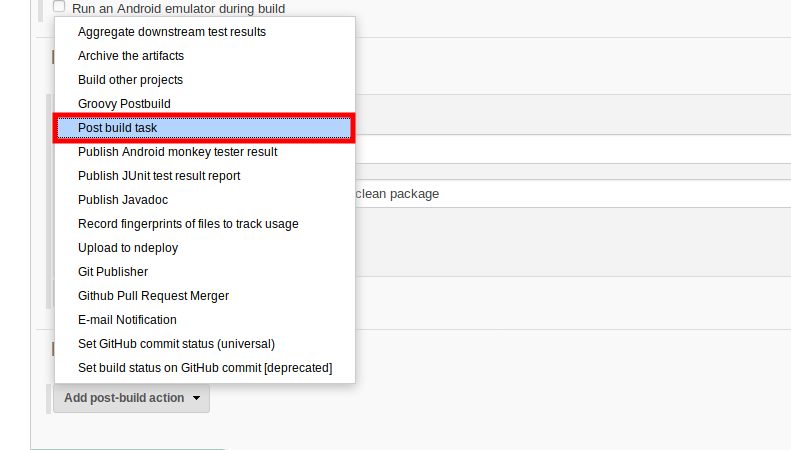 Run an Android emulator during build
Aggregate downstream test results
Archive the artifacts
Build other projects
Groovy Postbuild
Post build task
Publish Android monkey tester result
Publish JUnit test result report
Publish Javadoc
clean package
Record fingerprints of files to track usage
Upload to ndeploy
Git Publisher
Github Pull Request Merger
E-mail Notification
Set GitHub commit status (universal)
Set build status on GitHub commit [deprecated]
Add post-build action